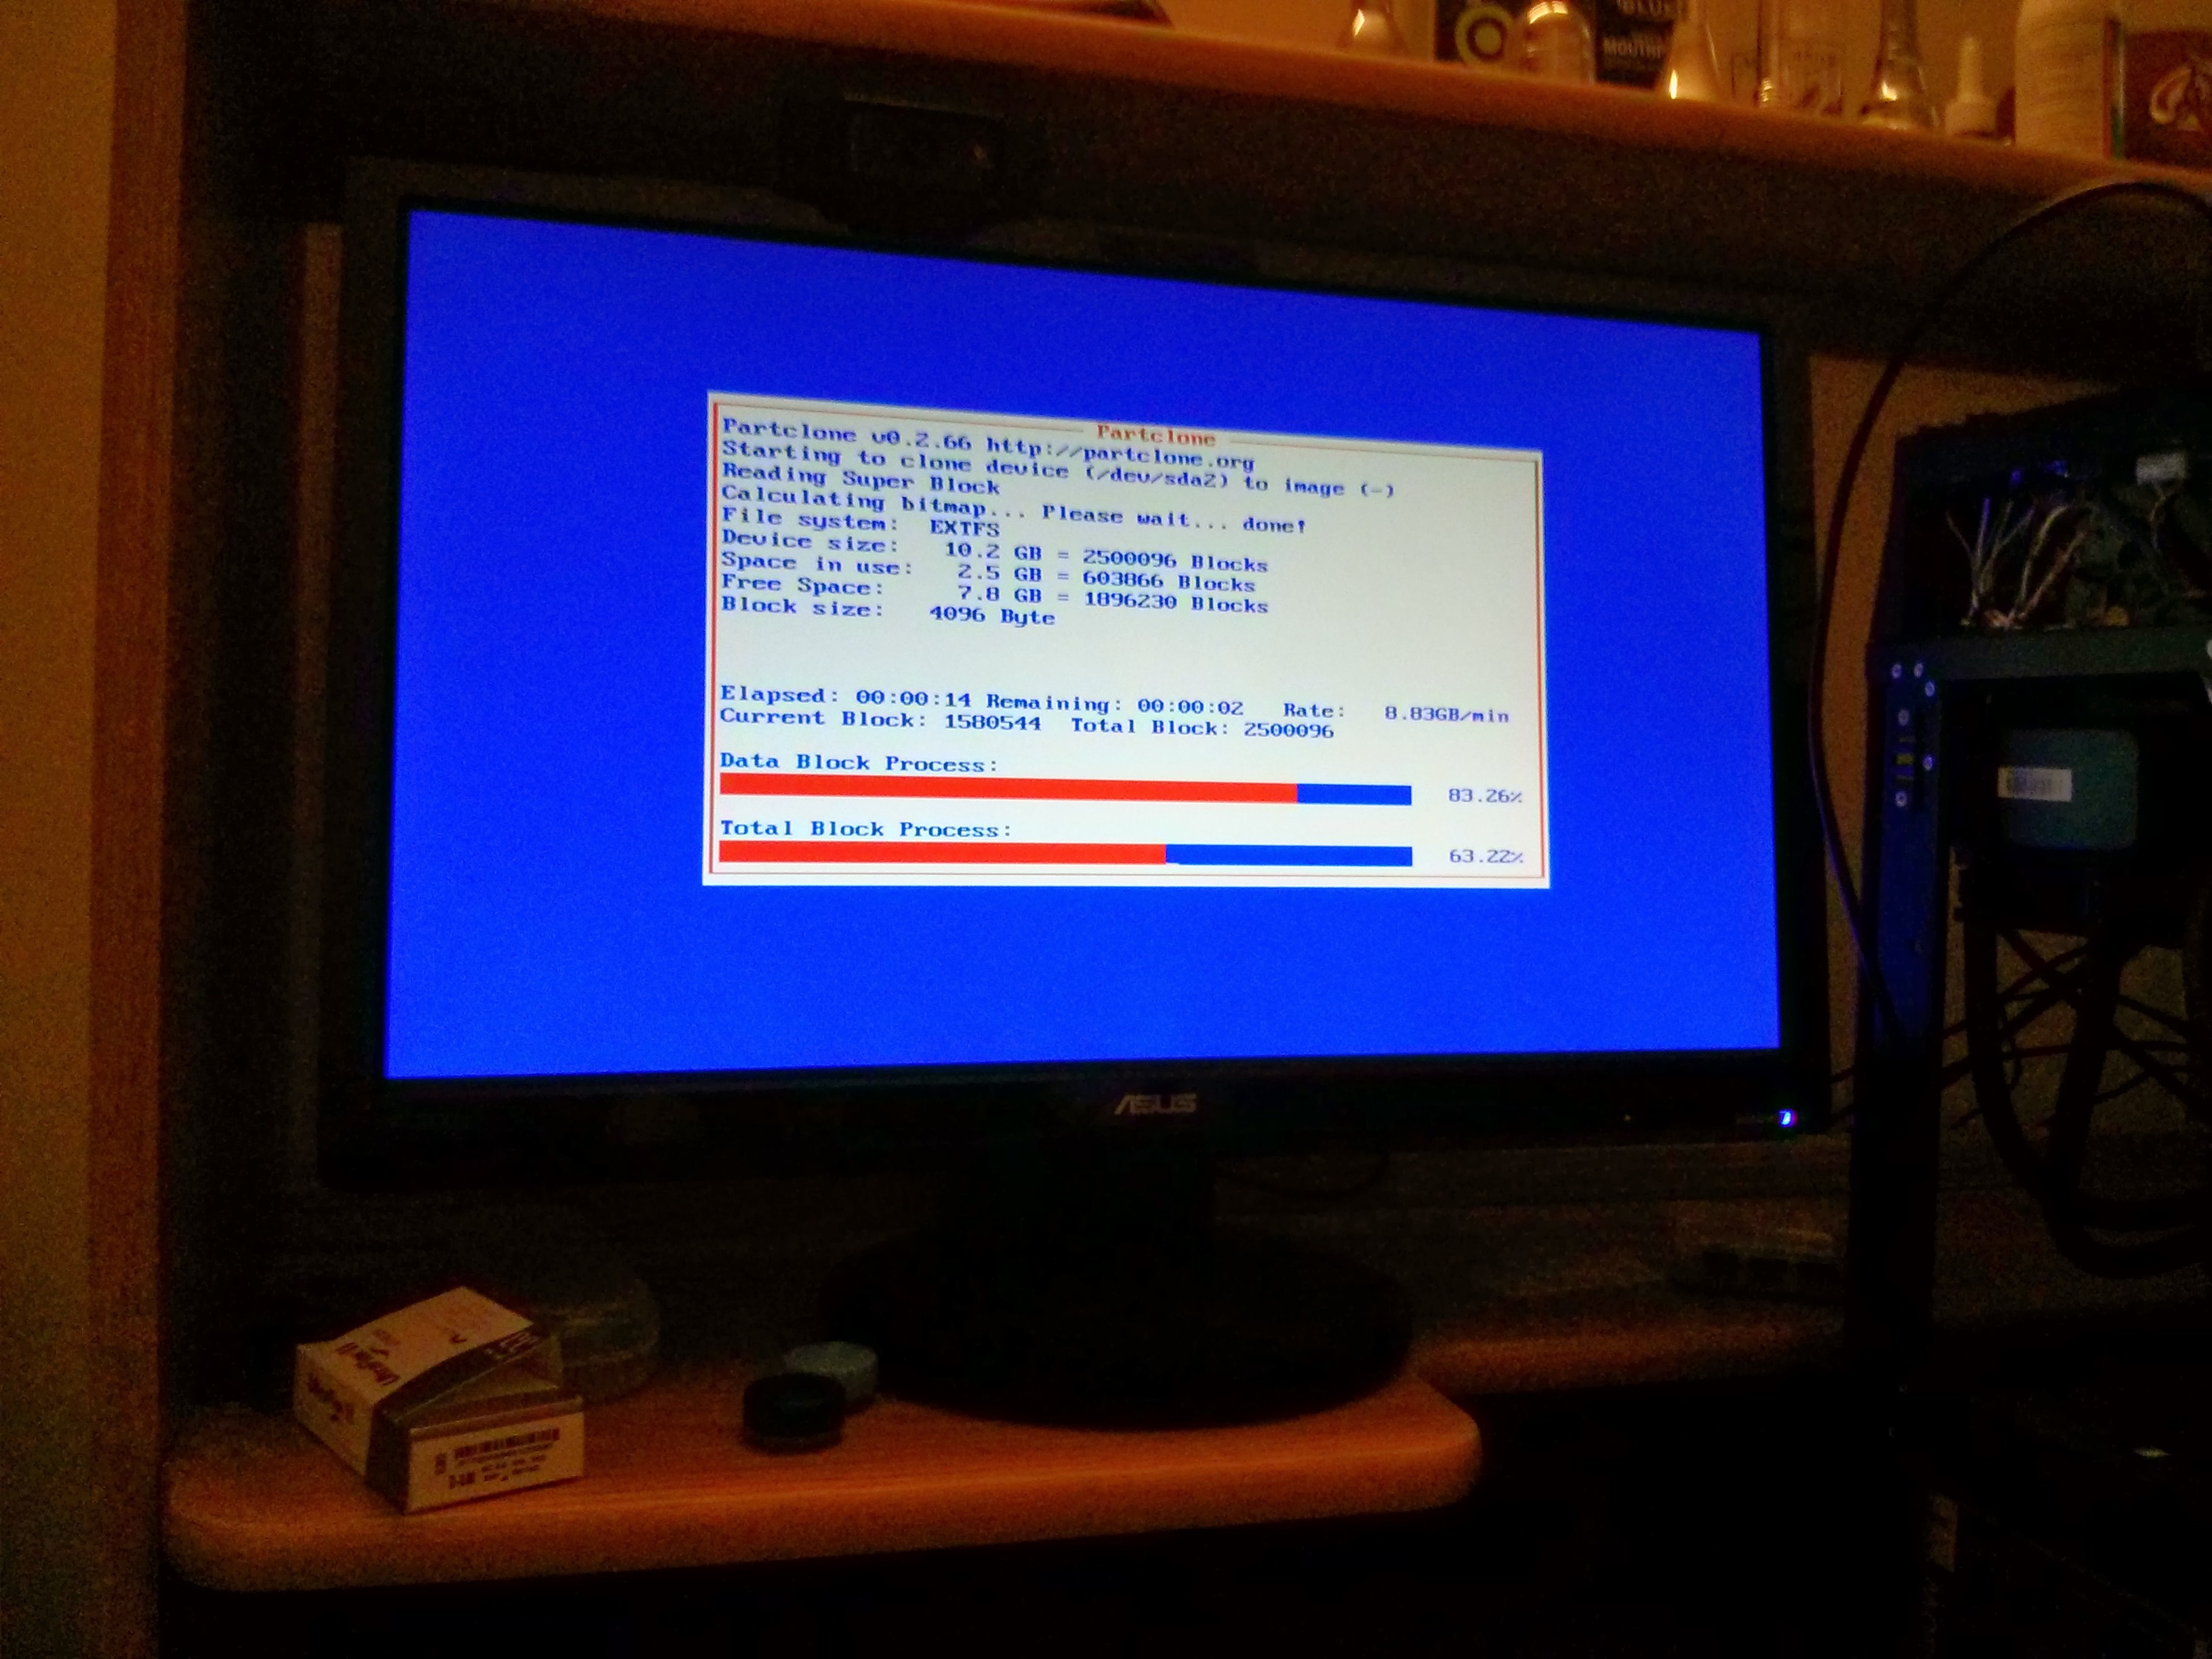 BLUE
MOUTH
Partclone
Partclone v0.2.66 http://partclone.org
Starting to clone device (/dev/sda2) to image (-)
Reading Super Block
Calculating bitmap... Please wait... done!
File system: EXTFS
Device size: 10.2 GB = 2500096 Blocks
Space in use: 2.5 GB = 603866 Blocks
Free Space: 7.8 GB = 1896230 Blocks
Block size: 4096 Byte
Elapsed: 00:00:14 Remaining: 00:00:02 Rate: 8.83GB/min
Current Block: 1580544 Total Block: 2500096
Data Block Process:
83.26%
Total Block Process:
63.22%
ASUS